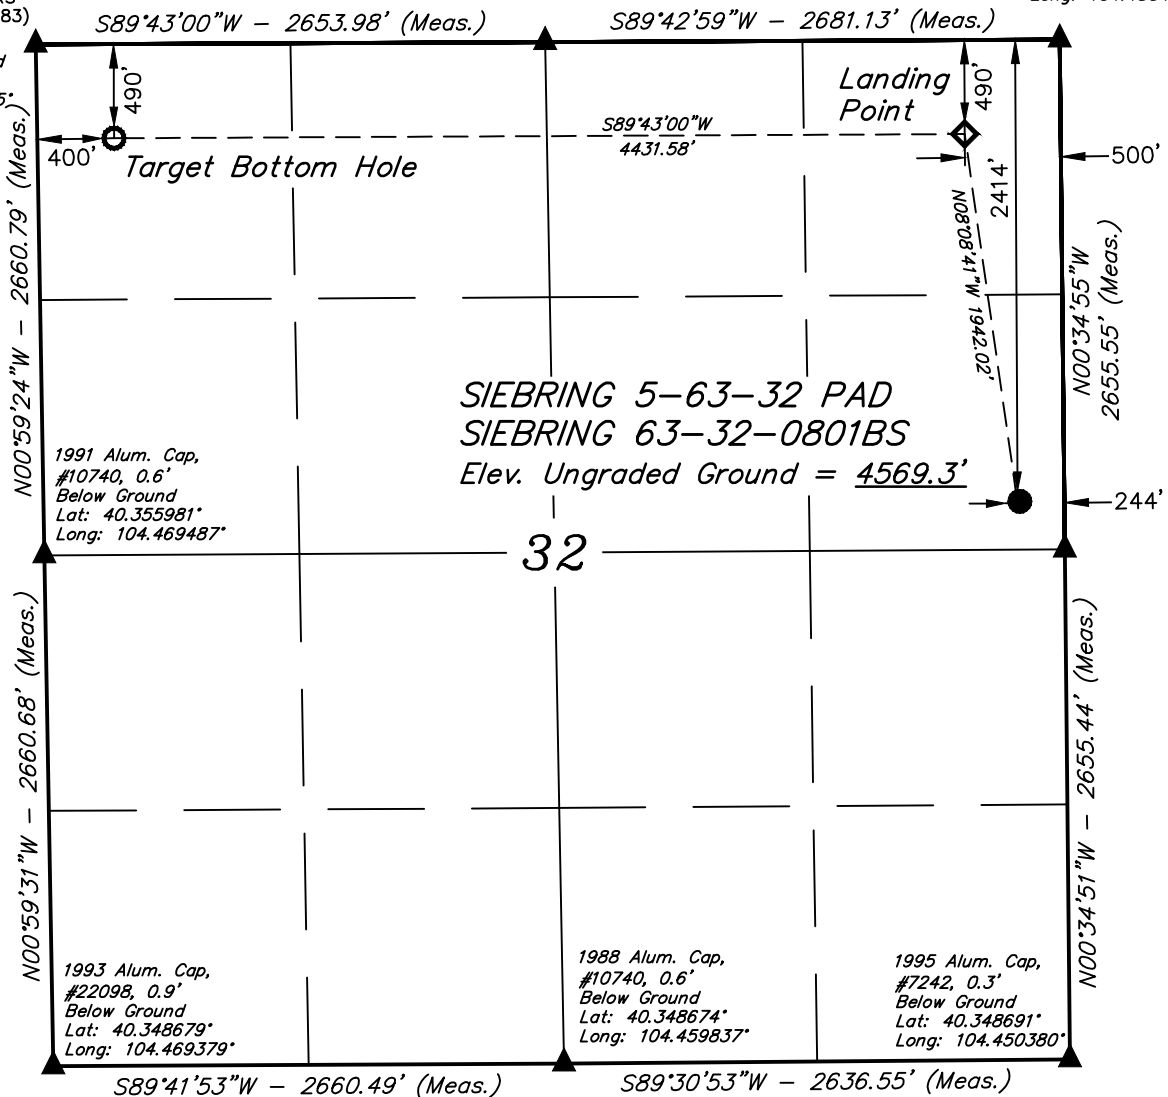 83)
S89°43'00"W – 2653.98' (Meas.)
S89°42'59"W – 2681.13' (Meas.)
490'
Landing
Point
490'
S89°43'00"W
4431.58'
400'
Target Bottom Hole
500'
2414'
N08°08'41"W 1942.02'
N00°59'24"W – 2660.79' (Meas.)
N00°34'55"W
2655.55' (Meas.)
SIEBRING 5–63–32 PAD
SIEBRING 63–32–0801BS
Elev. Ungraded Ground = 4569.3'
244'
1991 Alum. Cap,
#10740, 0.6'
Below Ground
Lat: 40.355981°
Long: 104.469487°
32
N00°59'31"W – 2660.68' (Meas.)
N00°34'51"W – 2655.44' (Meas.)
1993 Alum. Cap,
#22098, 0.9'
Below Ground
Lat: 40.348679°
Long: 104.469379°
1988 Alum. Cap,
#10740, 0.6'
Below Ground
Lat: 40.348674°
Long: 104.459837°
1995 Alum. Cap,
#7242, 0.3'
Below Ground
Lat: 40.348691°
Long: 104.450380°
S89°41'53"W – 2660.49' (Meas.)
S89°30'53"W – 2636.55' (Meas.)